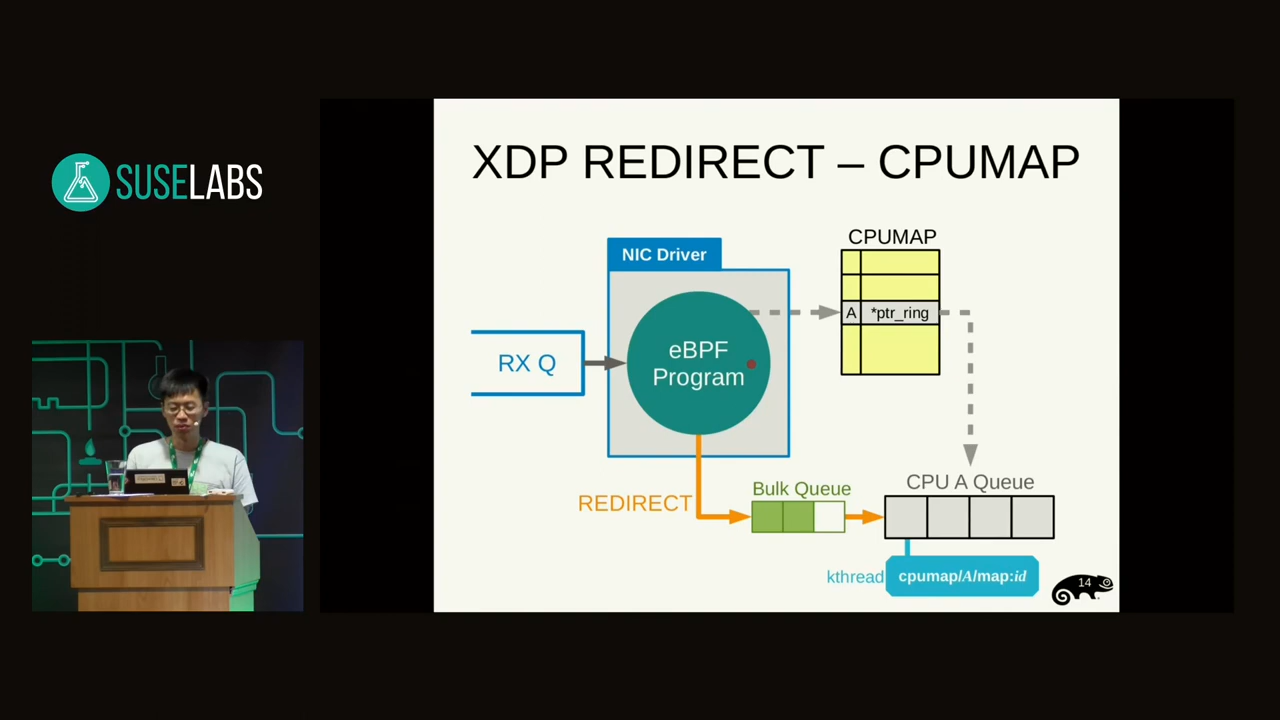 SUSELABS
XDP REDIRECT – CPUMAP
NIC Driver
CPUMAP
A *ptr_ring
RX Q
eBPF
Program
REDIRECT
Bulk Queue
CPU A Queue
kthread
cpumap/A/map:id
14